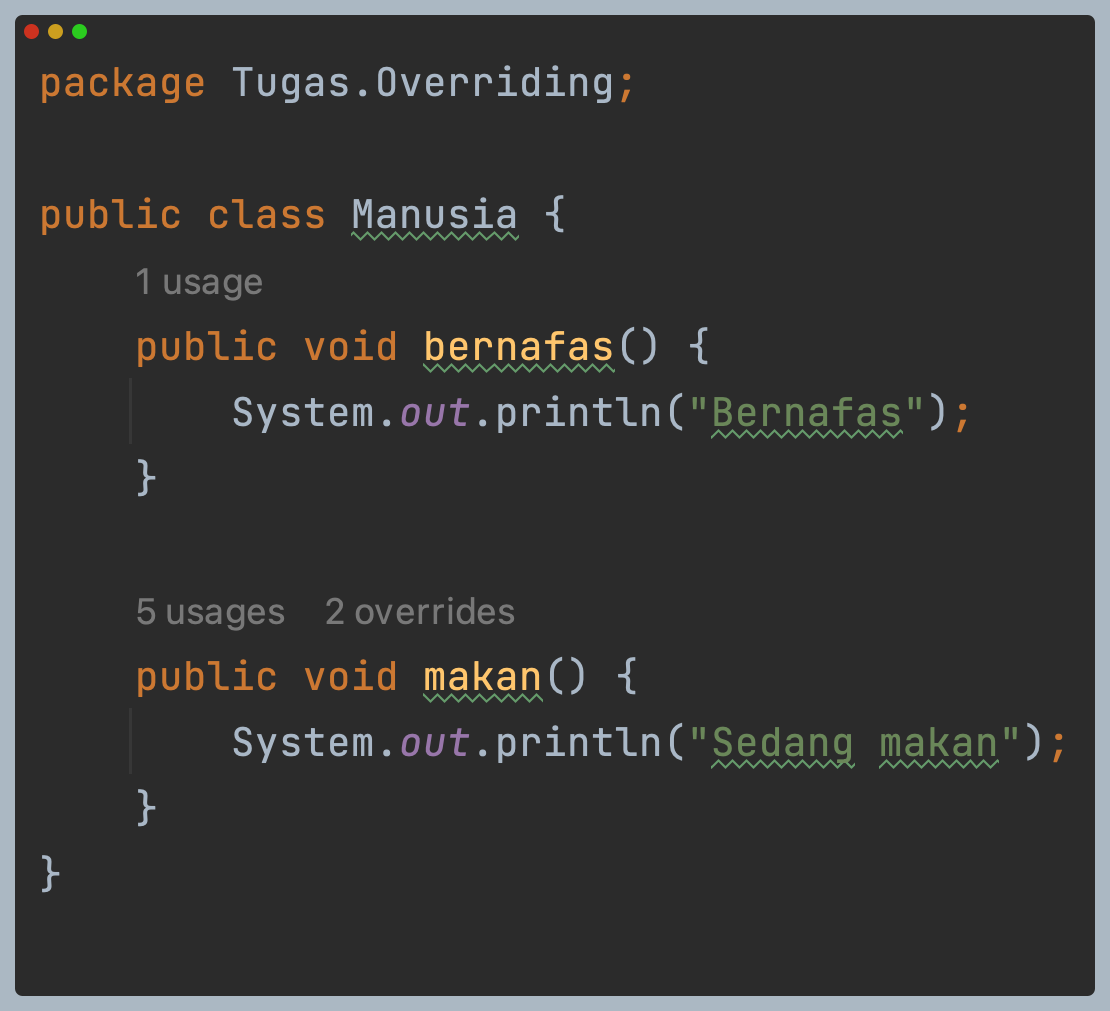 package Tugas.Overriding;
public class Manusia {
1 usage
public void bernafas() {
System.out.println("Bernafas");
}
5 usages 2 overrides
public void makan() {
System.out.println("Sedang makan");
}
}